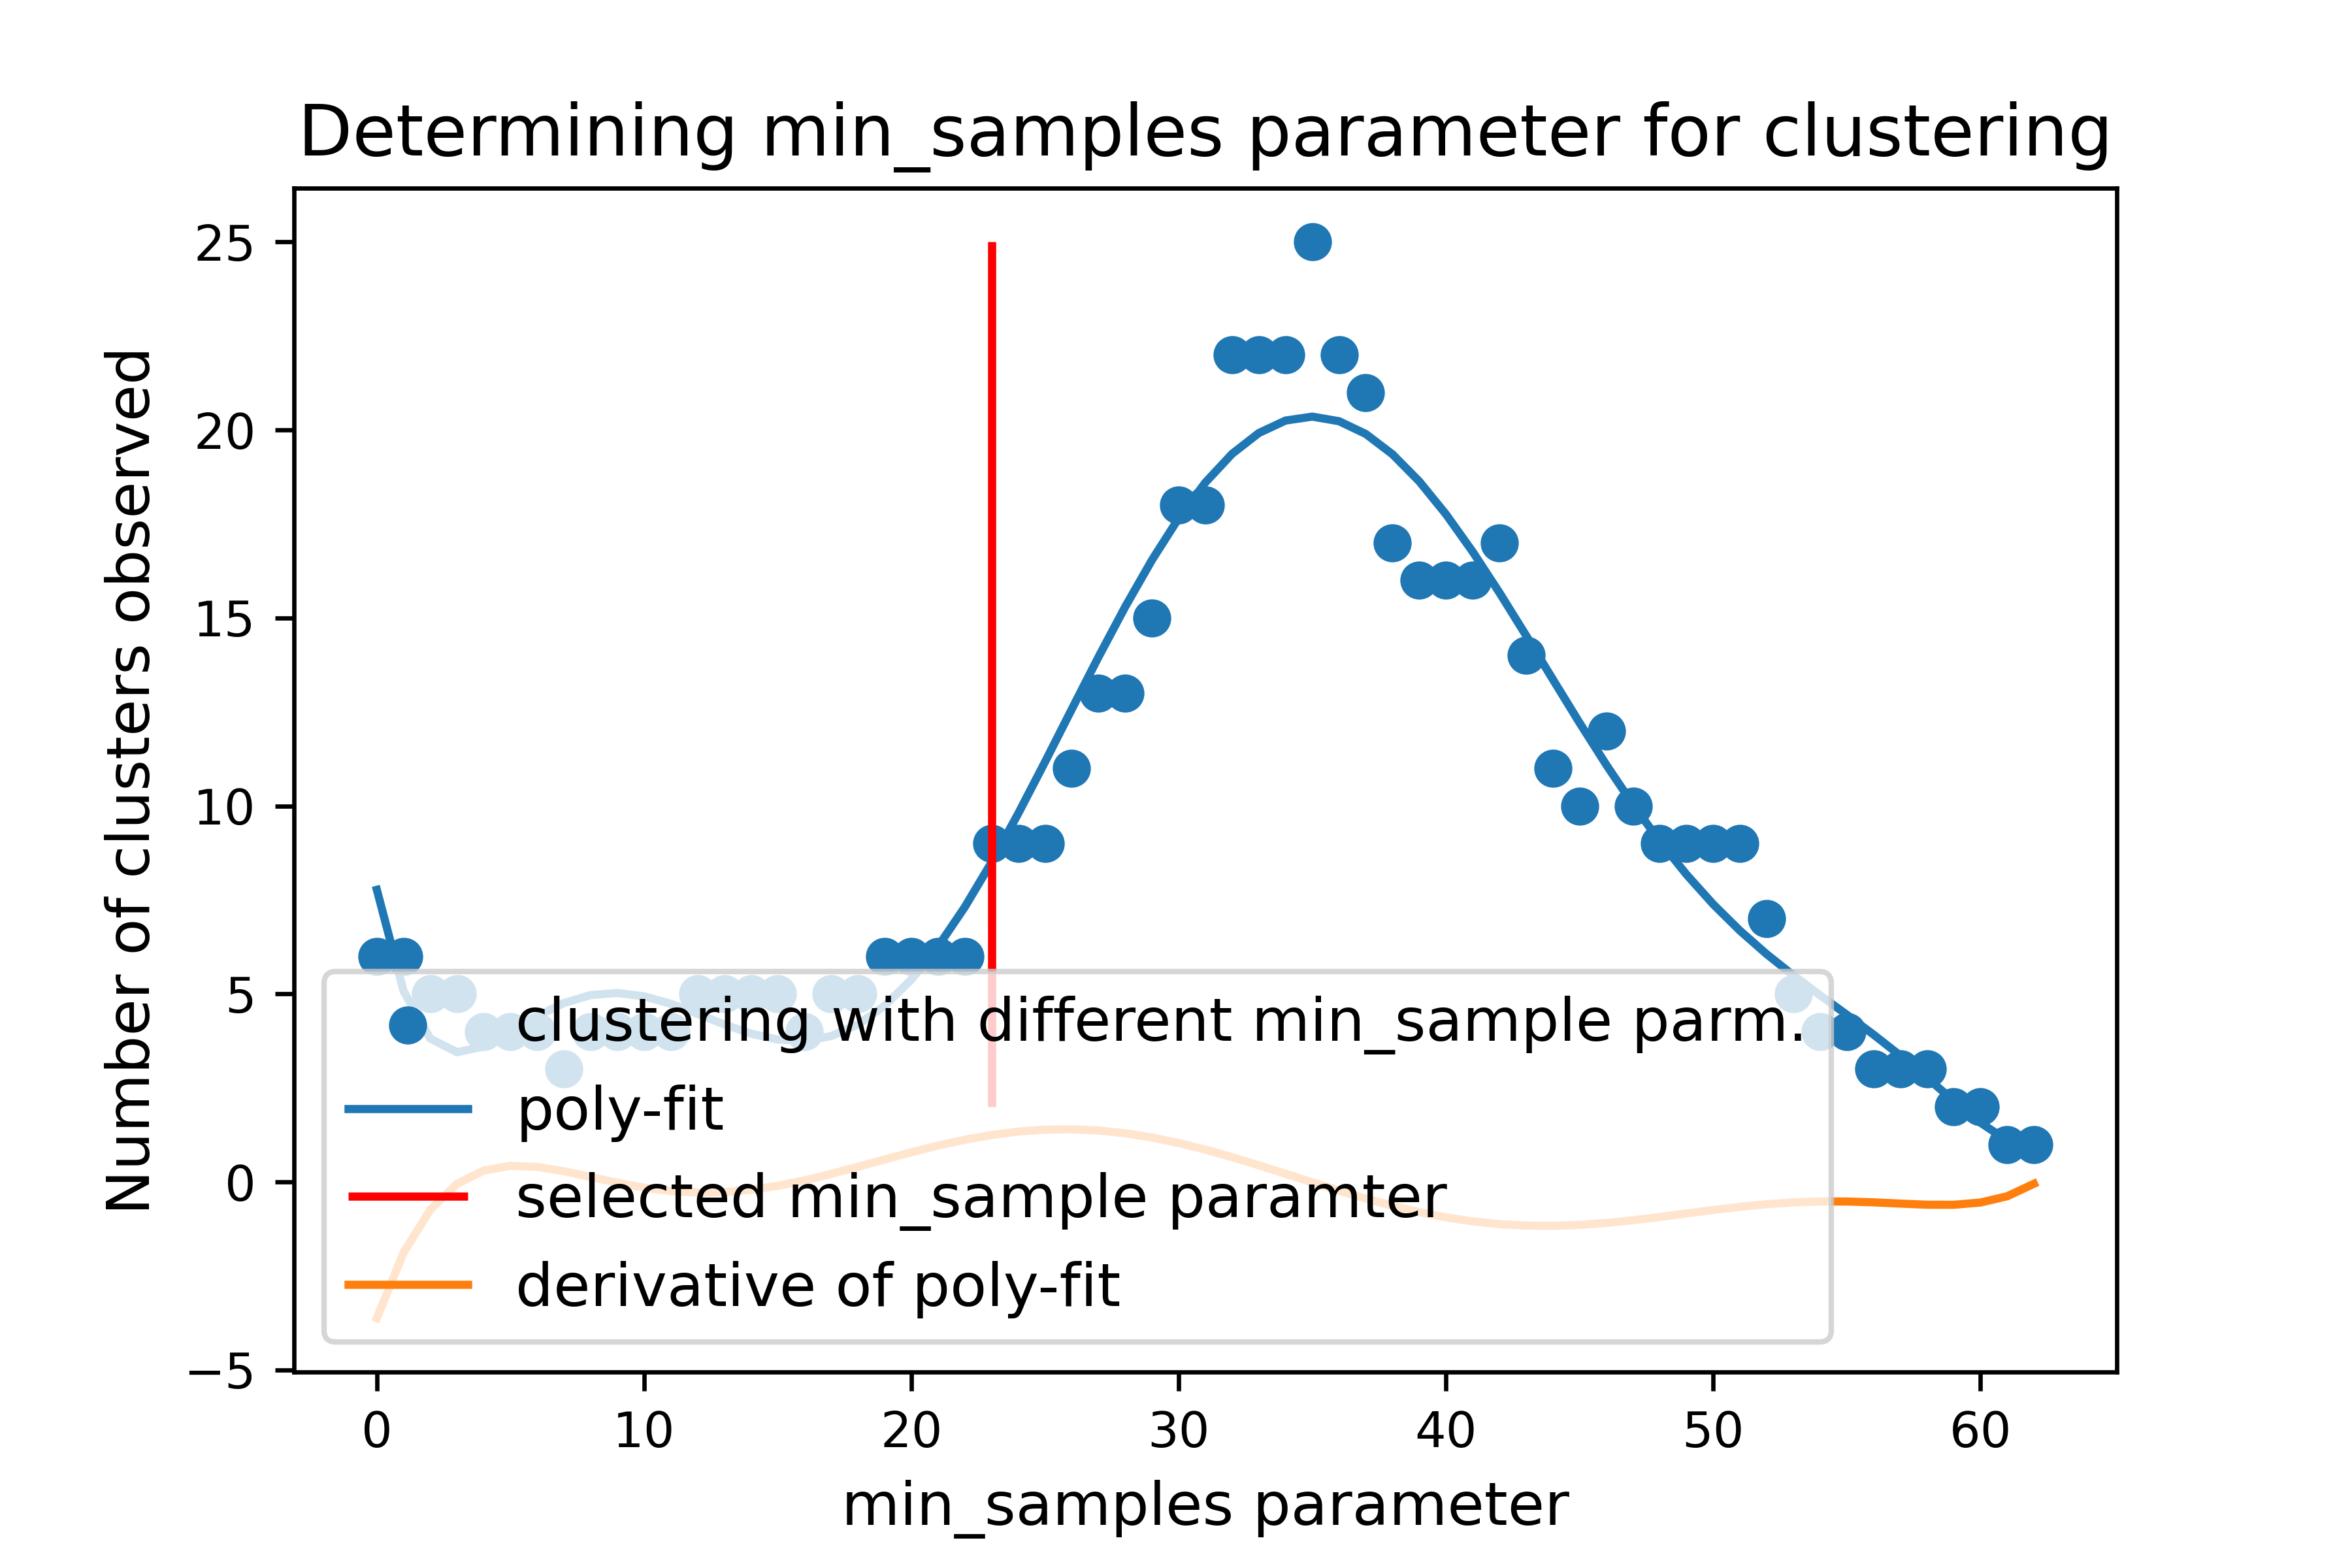 Determining min_samples parameter for clustering
Number of clusters observed
25
20
15
10
5
0
−5
clustering with different min_sample parm.
poly-fit
selected min_sample paramter
derivative of poly-fit
0 10 20 30 40 50 60
min_samples parameter